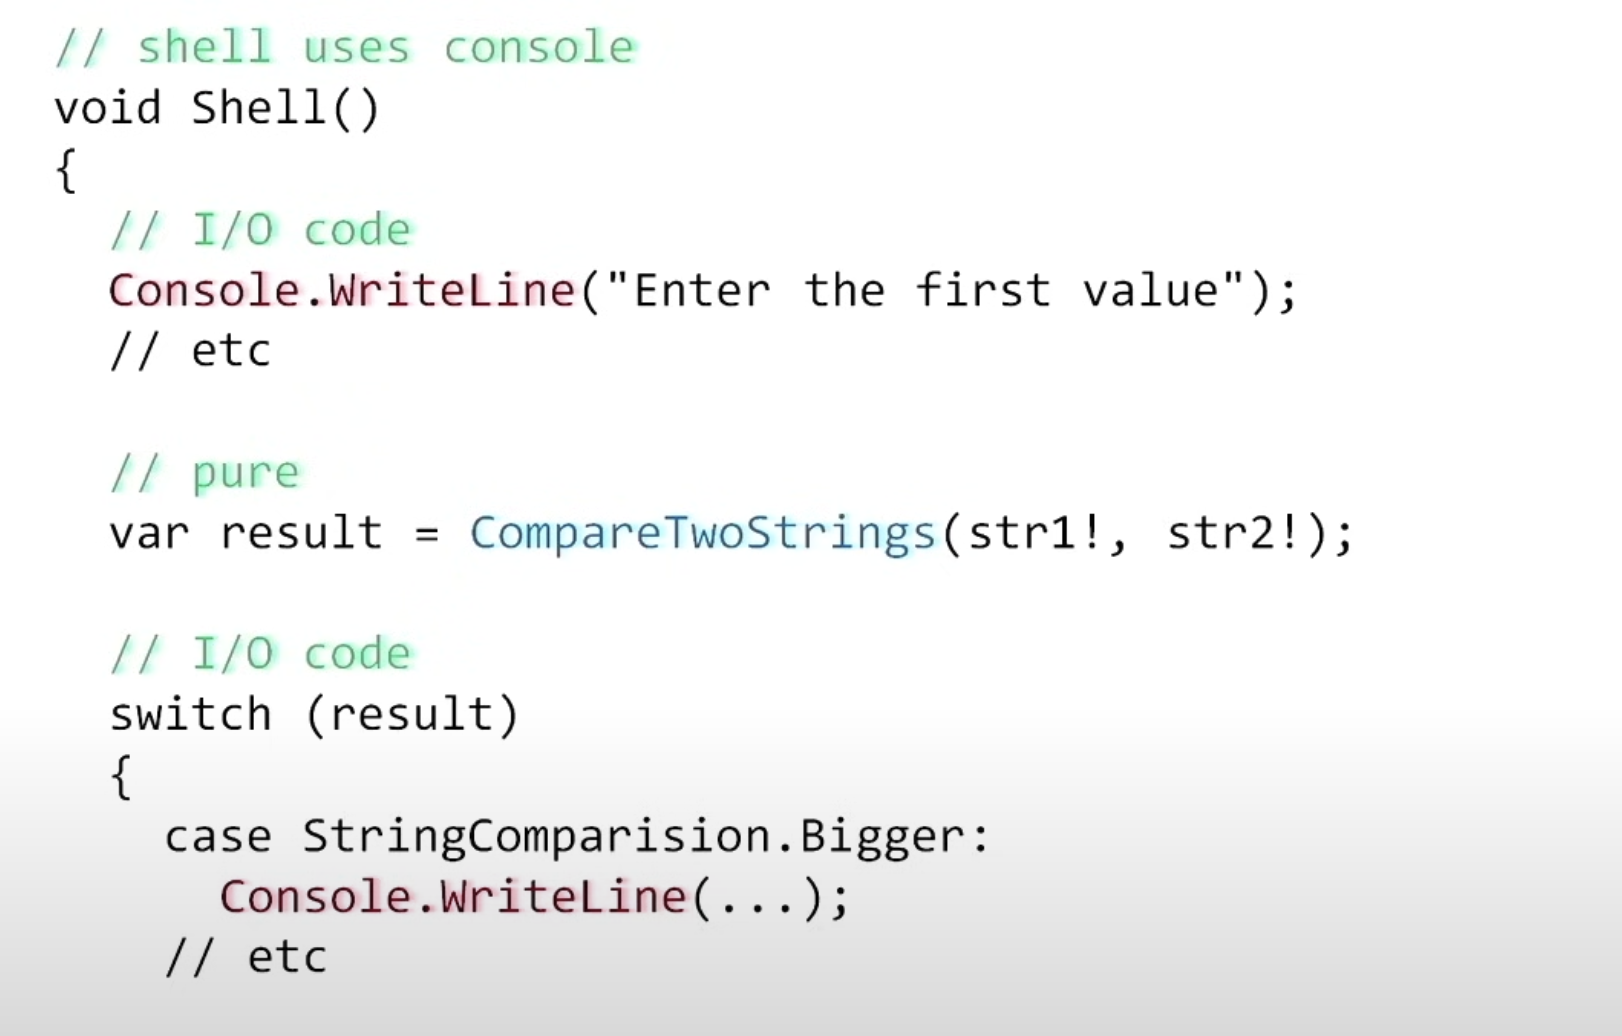 // shell uses console
void Shell()
{
// I/O code
Console.WriteLine("Enter the first value");
// etc
// pure
var result = CompareTwoStrings(str1!, str2!);
// I/O code
switch (result)
{
case StringComparision.Bigger:
Console.WriteLine(...);
// etc